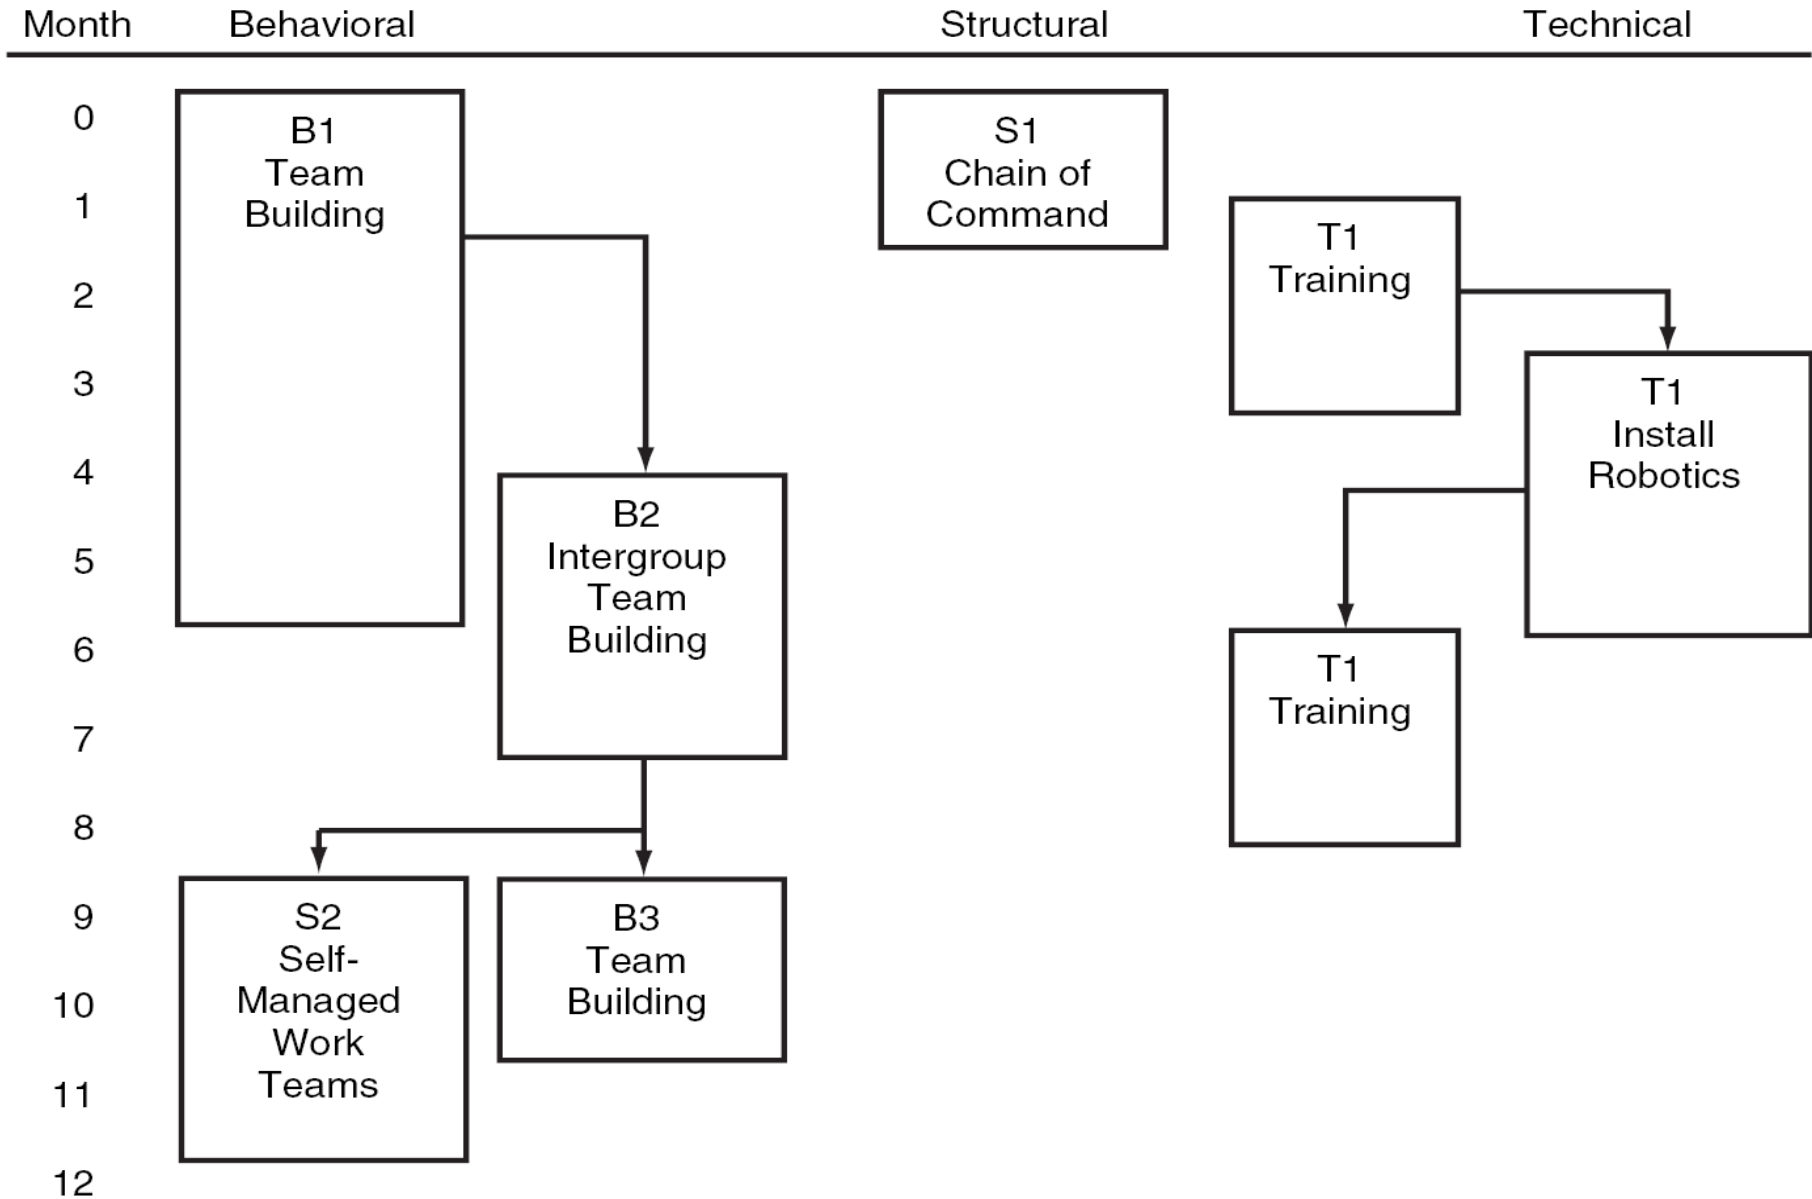 Month Behavioral Structural Technical
0
1
2
3
4
5
6
7
8
9
10
11
12
B1
Team
Building
S1
Chain of
Command
T1
Training
T1
Install
Robotics
B2
Intergroup
Team
Building
T1
Training
S2
Self-
Managed
Work
Teams
B3
Team
Building